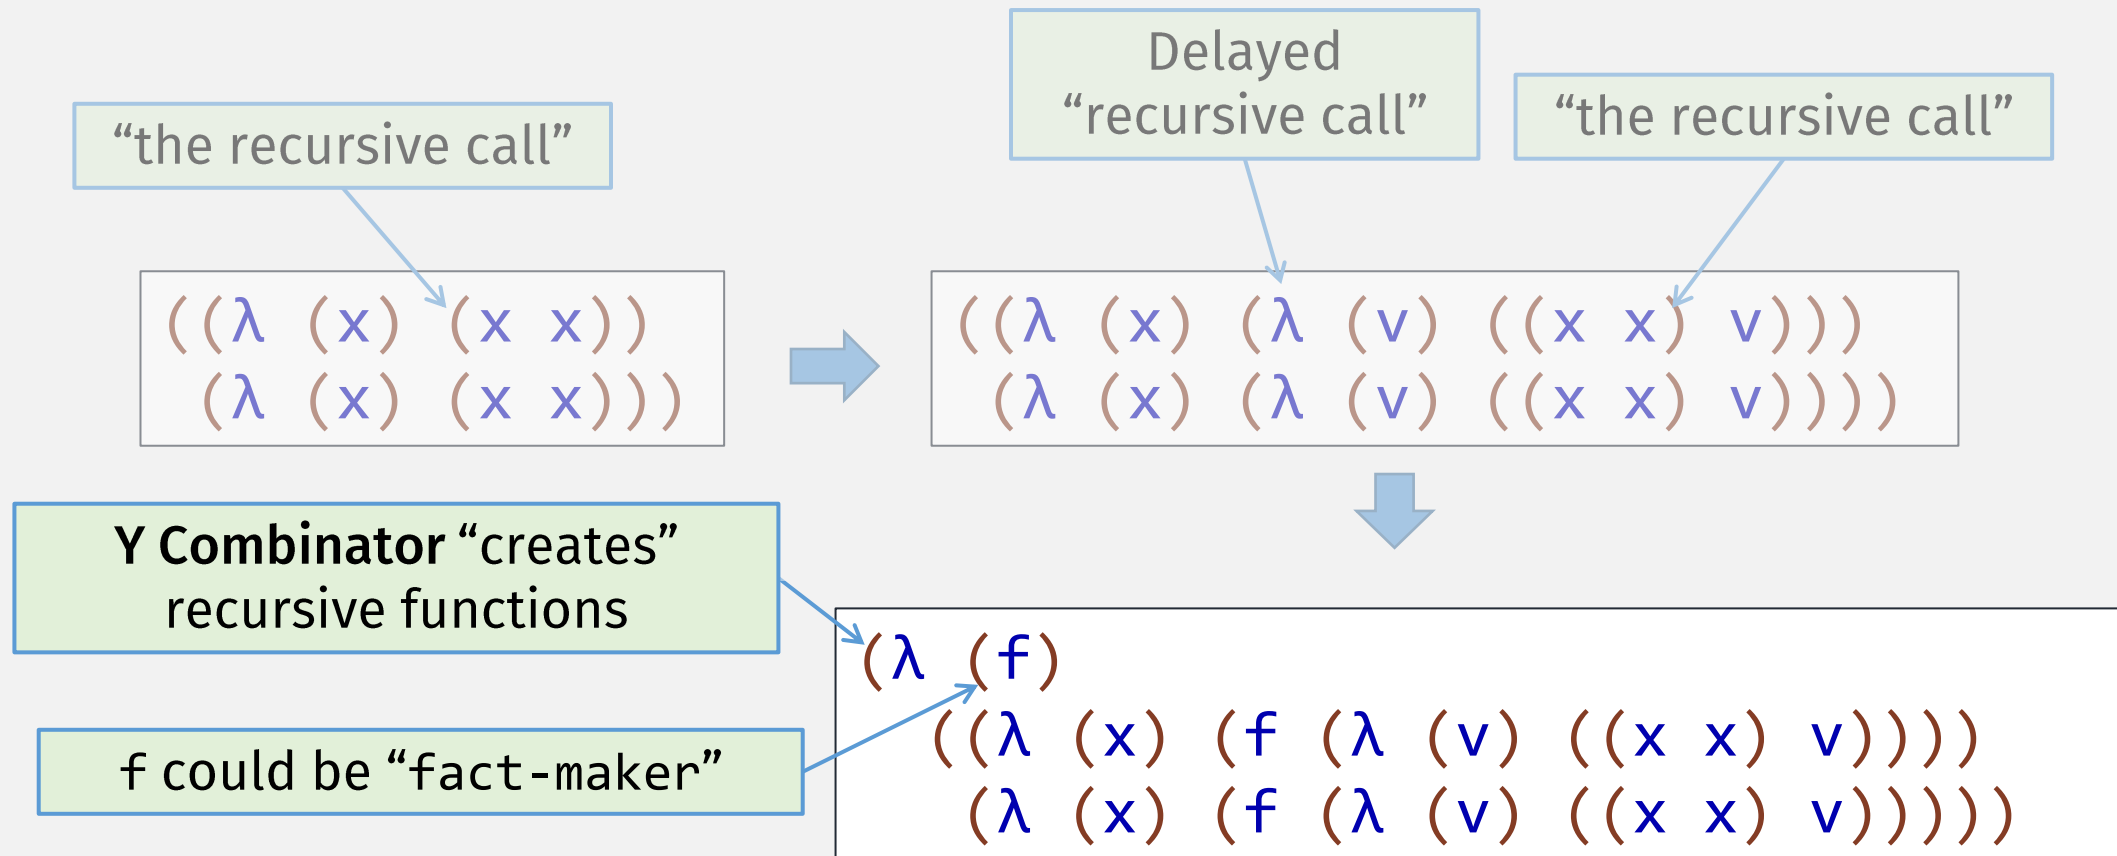 Delayed
“recursive call”
“the recursive call”
“the recursive call”
((λ (x) (x x))
(λ (x) (x x)))
((λ (x) (λ (v) ((x x) v)))
(λ (x) (λ (v) ((x x) v))))
Y Combinator “creates”
recursive functions
f could be “fact-maker”
(λ (f)
((λ (x) (f (λ (v) ((x x) v))))
(λ (x) (f (λ (v) ((x x) v)))))